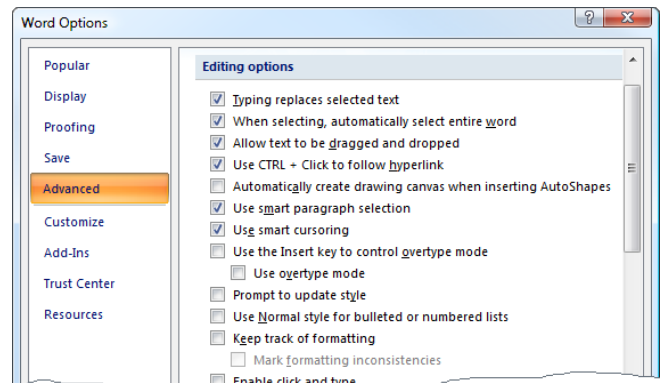 Word Options
Popular
Display
Proofing
Save
Advanced
Customize
Add-Ins
Trust Center
Resources
Editing options
Typing replaces selected text
When selecting, automatically select entire word
Allow text to be dragged and dropped
Use CTRL + Click to follow hyperlink
Automatically create drawing canvas when inserting AutoShapes
Use smart paragraph selection
Use smart cursoring
Use the Insert key to control overtype mode
Use overtype mode
Prompt to update style
Use Normal style for bulleted or numbered lists
Keep track of formatting
Mark formatting inconsistencies
Enable click and type